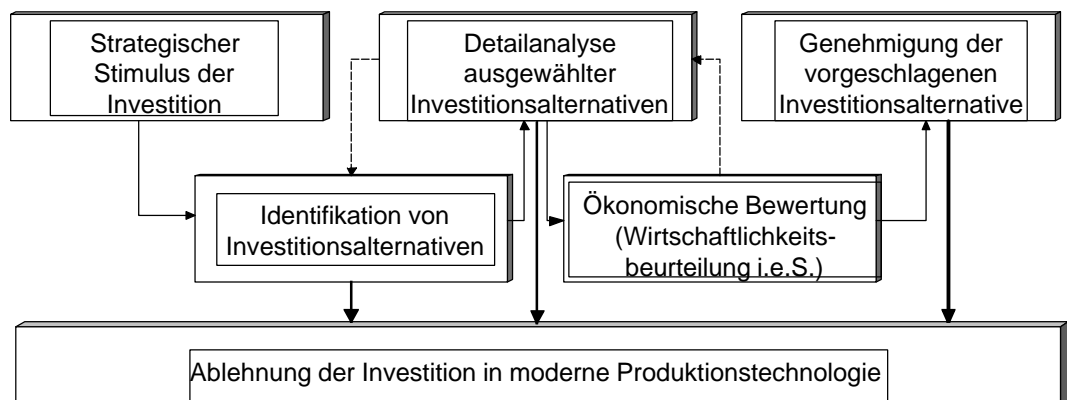 Strategischer
Stimulus der
Investition
Detailanalyse
ausgewählter
Investitionsalternativen
Genehmigung der
vorgeschlagenen
Investitionsalternative
Identifikation von
Investitionsalternativen
Ökonomische Bewertung
(Wirtschaftlichkeits-
beurteilung i.e.S.)
Ablehnung der Investition in moderne Produktionstechnologie